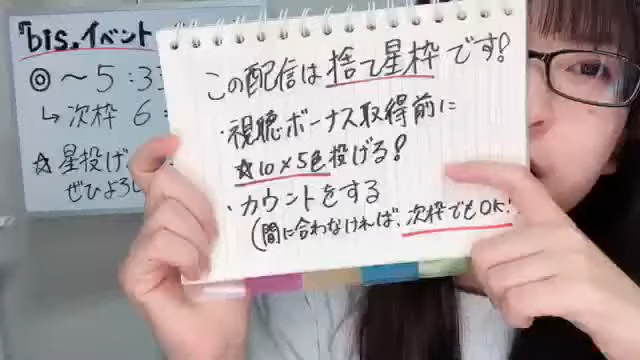 『bis.イベント
◎〜5:33
↳次枠 6:
☆星投げ
ぜひよろし
この配信は捨て星枠です!
・視聴ボーナス取得前に
☆10×5色投げる!
・カウントをする
(間に合わなければ、次枠でもOK!